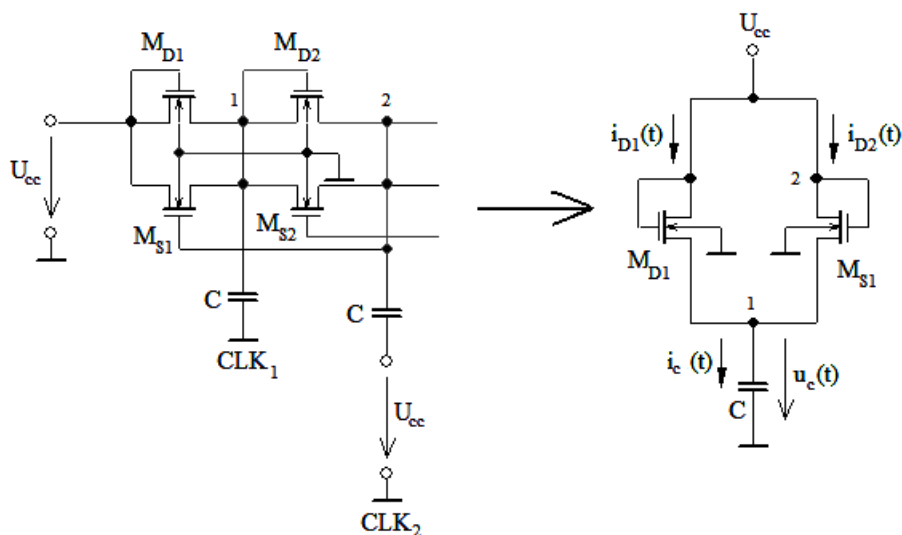 M_D1
M_D2
1
2
U_cc
M_S1
M_S2
C
C
CLK_1
U_cc
CLK_2
U_cc
i_D1(t)
i_D2(t)
2
M_D1
M_S1
1
i_c (t)
u_c(t)
C